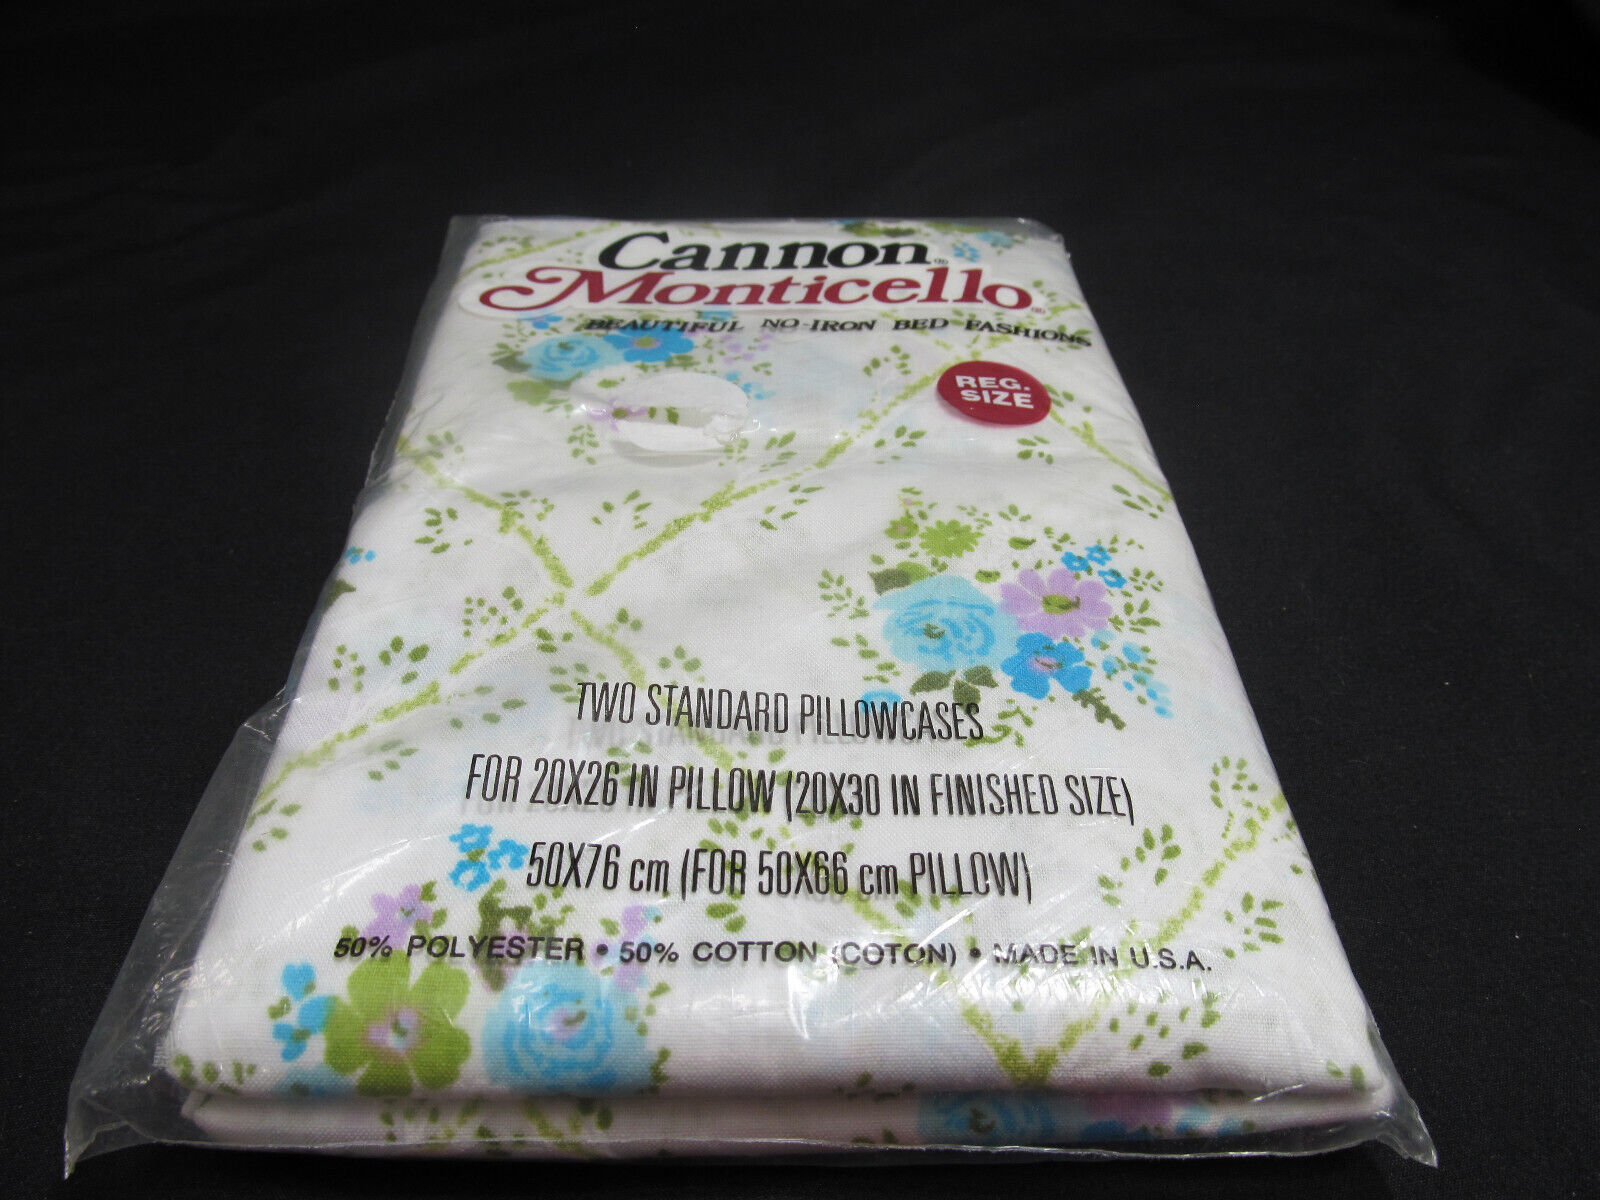 Cannon®
Monticello®
BEAUTIFUL NO-IRON BED FASHIONS
REG.
SIZE
TWO STANDARD PILLOWCASES
FOR 20X26 IN PILLOW (20X30 IN FINISHED SIZE)
50X76 cm (FOR 50X66 cm PILLOW)
50% POLYESTER • 50% COTTON (COTON) • MADE IN U.S.A.